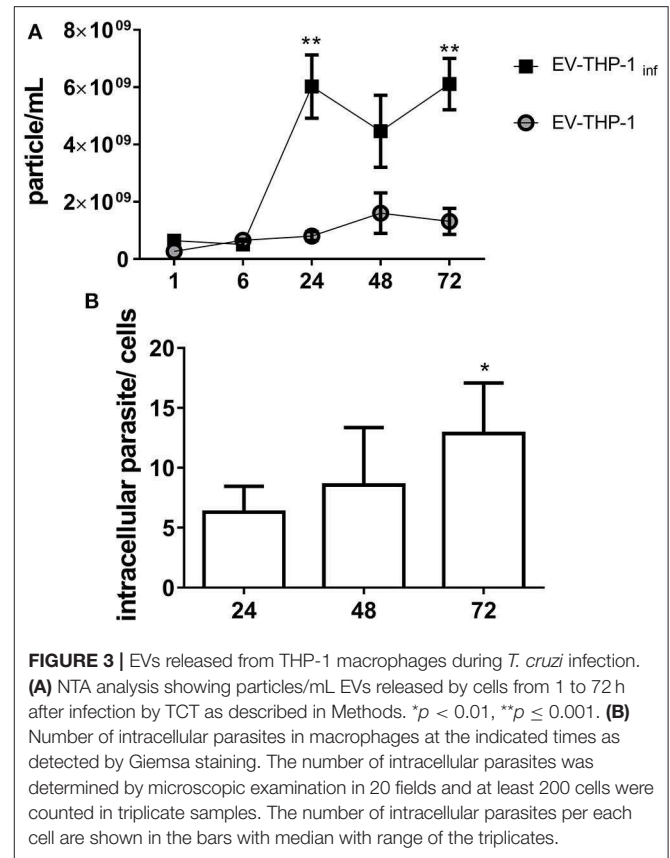 A
8×10⁰⁹
6×10⁰⁹
4×10⁰⁹
2×10⁰⁹
0
particle/mL
** **
EV-THP-1 inf
EV-THP-1
1 6 24 48 72
B
20
15
10
5
0
intracellular parasite/ cells
*
24 48 72
FIGURE 3 | EVs released from THP-1 macrophages during T. cruzi infection.
(A) NTA analysis showing particles/mL EVs released by cells from 1 to 72 h
after infection by TCT as described in Methods. *p < 0.01, **p ≤ 0.001. (B)
Number of intracellular parasites in macrophages at the indicated times as
detected by Giemsa staining. The number of intracellular parasites was
determined by microscopic examination in 20 fields and at least 200 cells were
counted in triplicate samples. The number of intracellular parasites per each
cell are shown in the bars with median with range of the triplicates.